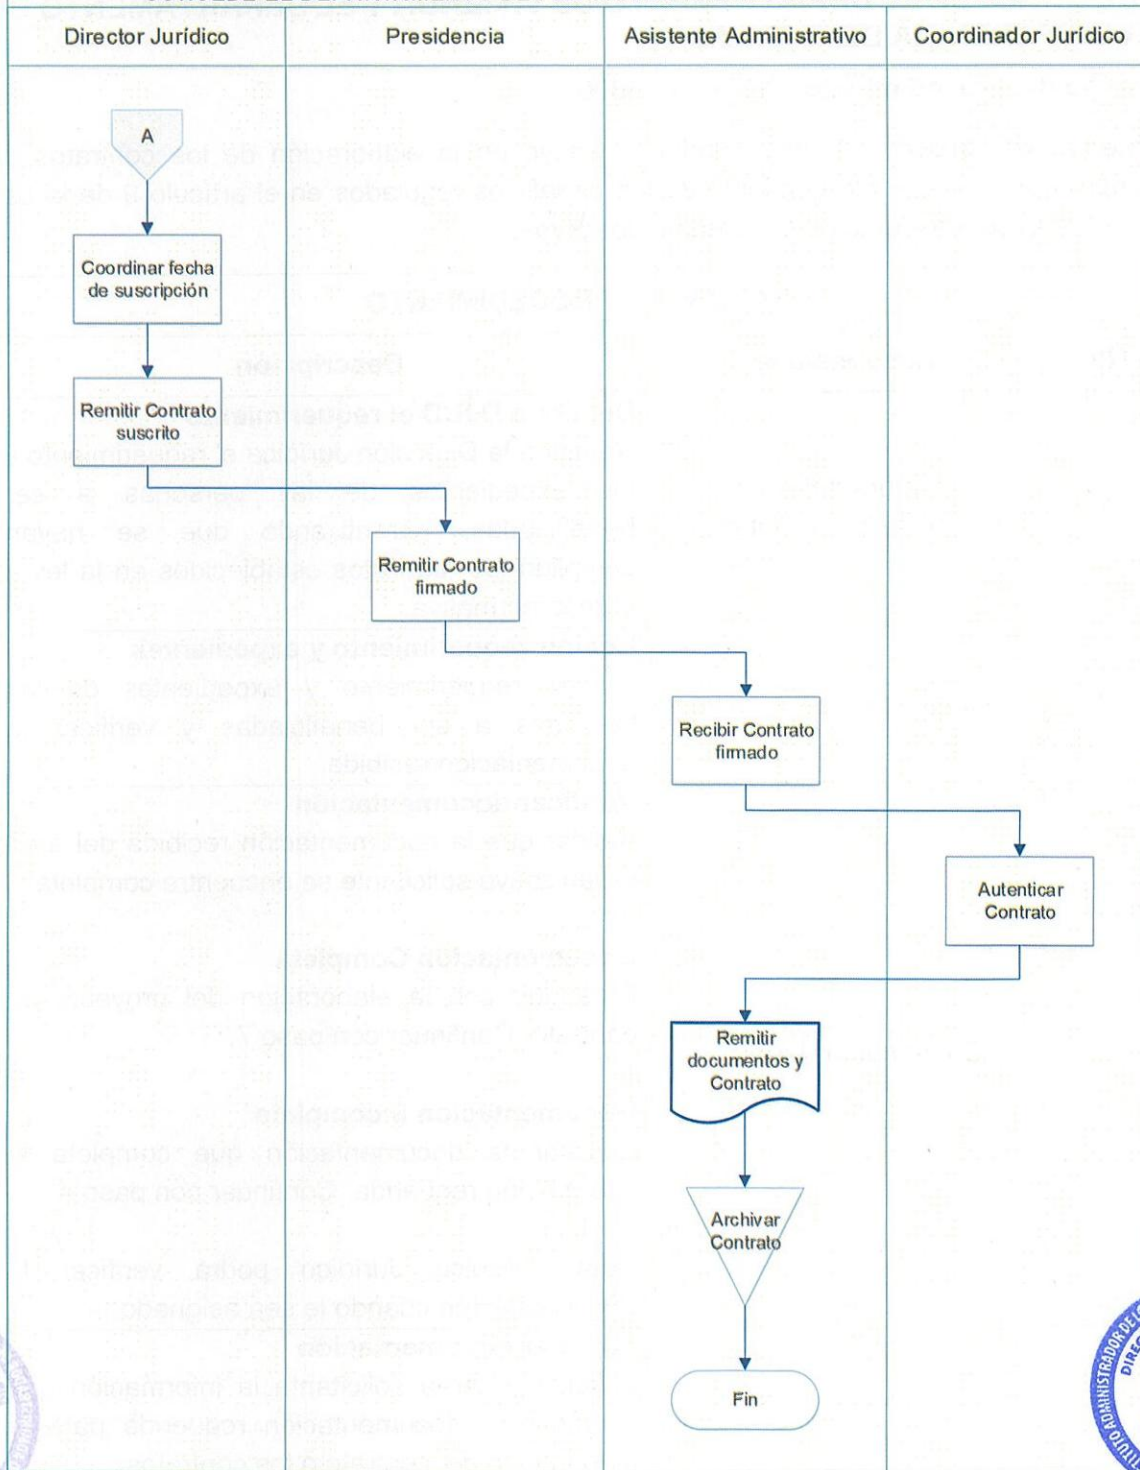 Director Jurídico
Presidencia
Asistente Administrativo
Coordinador Jurídico
A
Coordinar fecha
de suscripción
Remitir Contrato
suscrito
Remitir Contrato
firmado
Recibir Contrato
firmado
Autenticar
Contrato
Remitir
documentos y
Contrato
Archivar
Contrato
Fin